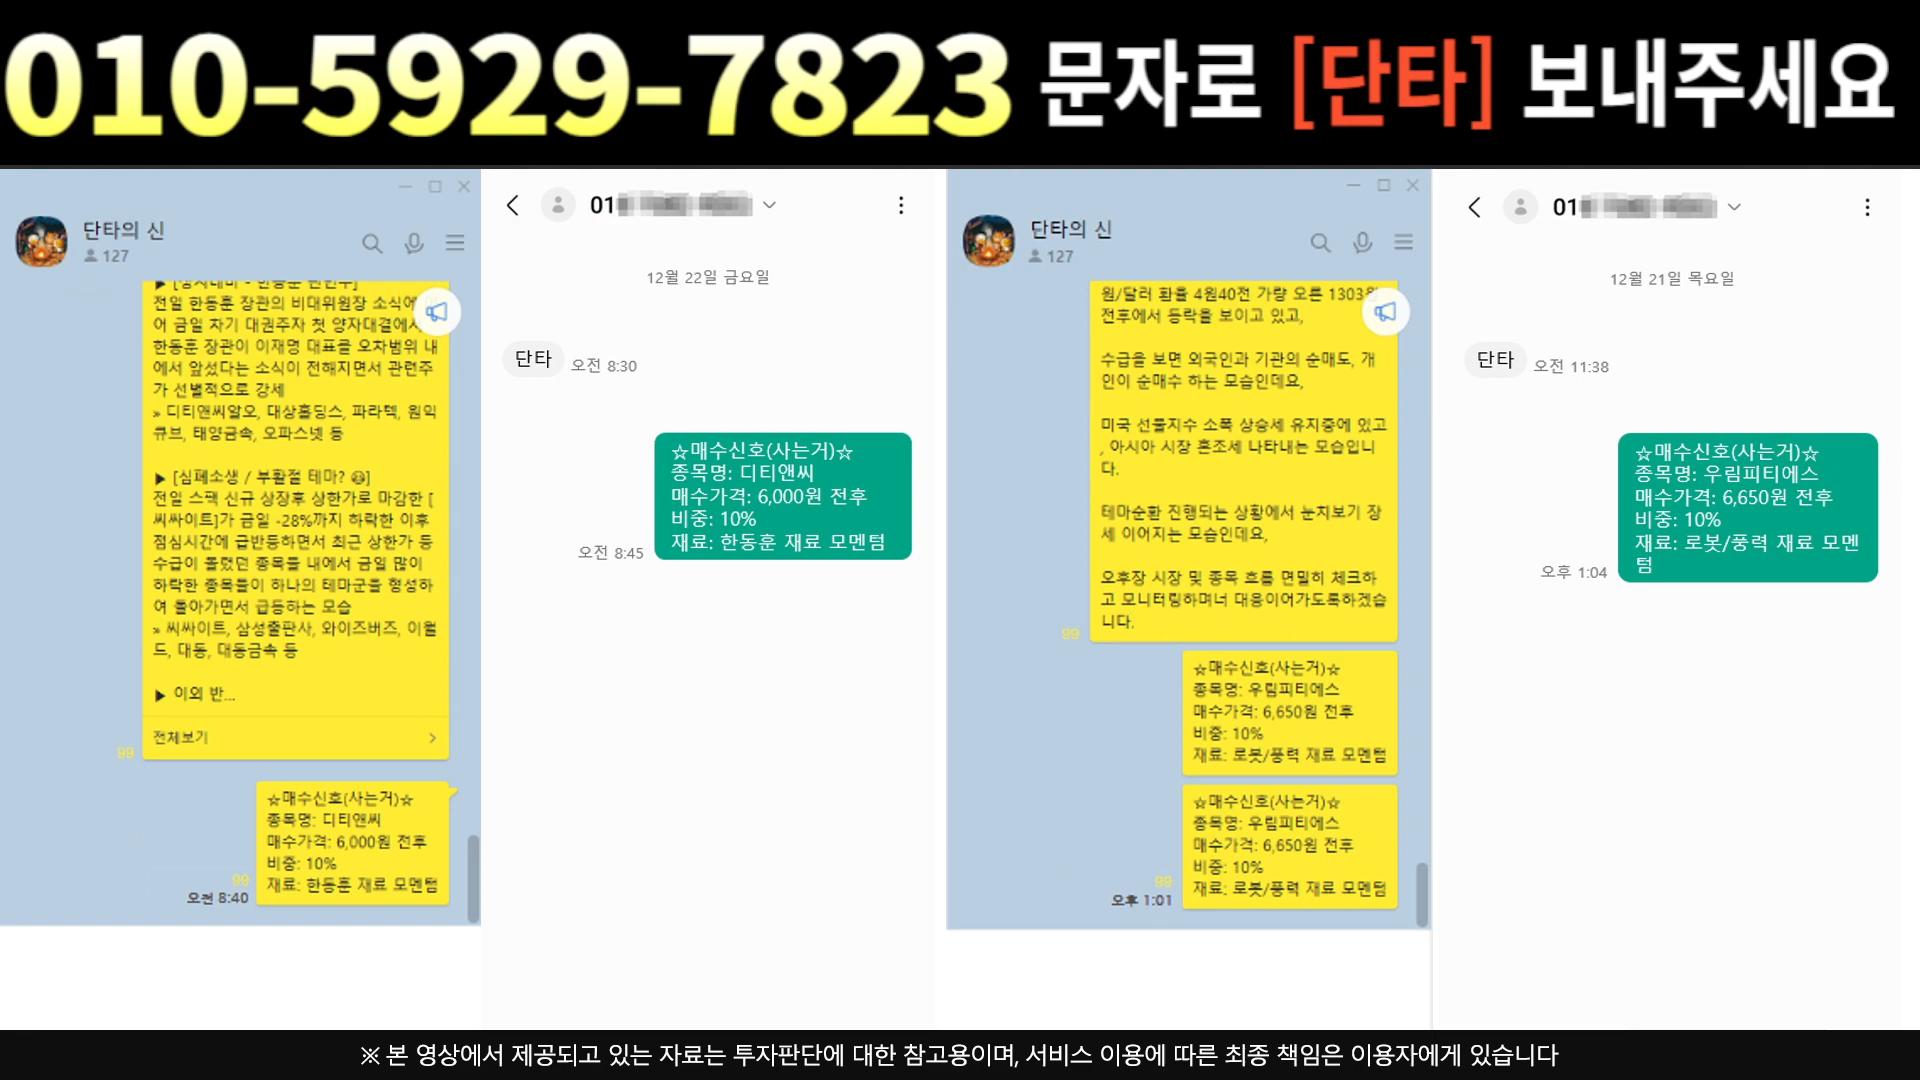 010-5929-7823 문자로 [단타] 보내주세요
단타의 신
127
전일 한동훈 장관의 비대위원장 소식에
어 금일 차기 대권주자 첫 양자대결에서
한동훈 장관이 이재명 대표를 오차범위 내
에서 앞섰다는 소식이 전해지면서 관련주
가 선별적으로 강세
» 디티앤씨알오, 대상홀딩스, 파라텍, 원익
큐브, 태양금속, 오파스넷 등
▶ [심폐소생 / 부활절 테마? 😆]
전일 스팩 신규 상장후 상한가로 마감한 [
씨싸이트]가 금일 -28%까지 하락한 이후
점심시간에 급반등하면서 최근 상한가 등
수급이 몰렸던 종목들 내에서 금일 많이
하락한 종목들이 하나의 테마군을 형성하
여 돌아가면서 급등하는 모습
» 씨싸이트, 삼성출판사, 와이즈버즈, 이월
드, 대동, 대동금속 등
▶ 이외 반...
전체보기
99
☆매수신호(사는거)☆
종목명: 디티앤씨
매수가격: 6,000원 전후
비중: 10%
재료: 한동훈 재료 모멘텀
99
오전 8:40
01
12월 22일 금요일
단타
오전 8:30
☆매수신호(사는거)☆
종목명: 디티앤씨
매수가격: 6,000원 전후
비중: 10%
재료: 한동훈 재료 모멘텀
오전 8:45
단타의 신
127
원/달러 환율 4원40전 가량 오른 1303원
전후에서 등락을 보이고 있고,
수급을 보면 외국인과 기관의 순매도, 개
인이 순매수 하는 모습인데요,
미국 선물지수 소폭 상승세 유지중에 있고
, 아시아 시장 혼조세 나타내는 모습입니
다.
테마순환 진행되는 상황에서 눈치보기 장
세 이어지는 모습인데요,
오후장 시장 및 종목 흐름 면밀히 체크하
고 모니터링하며너 대응이어가도록하겠습
니다.
99
☆매수신호(사는거)☆
종목명: 우림피티에스
매수가격: 6,650원 전후
비중: 10%
재료: 로봇/풍력 재료 모멘텀
☆매수신호(사는거)☆
종목명: 우림피티에스
매수가격: 6,650원 전후
비중: 10%
재료: 로봇/풍력 재료 모멘텀
99
오후 1:01
01
12월 21일 목요일
단타
오전 11:38
☆매수신호(사는거)☆
종목명: 우림피티에스
매수가격: 6,650원 전후
비중: 10%
재료: 로봇/풍력 재료 모멘
텀
오후 1:04
※ 본 영상에서 제공되고 있는 자료는 투자판단에 대한 참고용이며, 서비스 이용에 따른 최종 책임은 이용자에게 있습니다